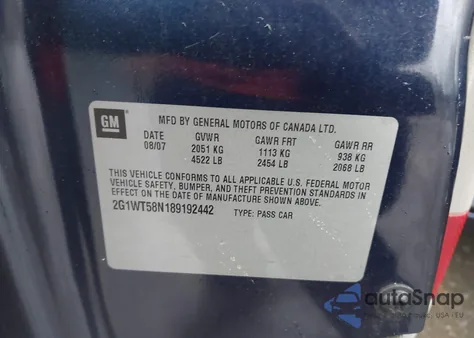 GM
MFD BY GENERAL MOTORS OF CANADA LTD.
DATE GVWR GAWR FRT GAWR RR
08/07 2051 KG 1113 KG 938 KG
4522 LB 2454 LB 2068 LB
THIS VEHICLE CONFORMS TO ALL APPLICABLE U.S. FEDERAL MOTOR
VEHICLE SAFETY, BUMPER, AND THEFT PREVENTION STANDARDS IN
EFFECT ON THE DATE OF MANUFACTURE SHOWN ABOVE.
2G1WT58N189192442 TYPE: PASS CAR
autoSnap